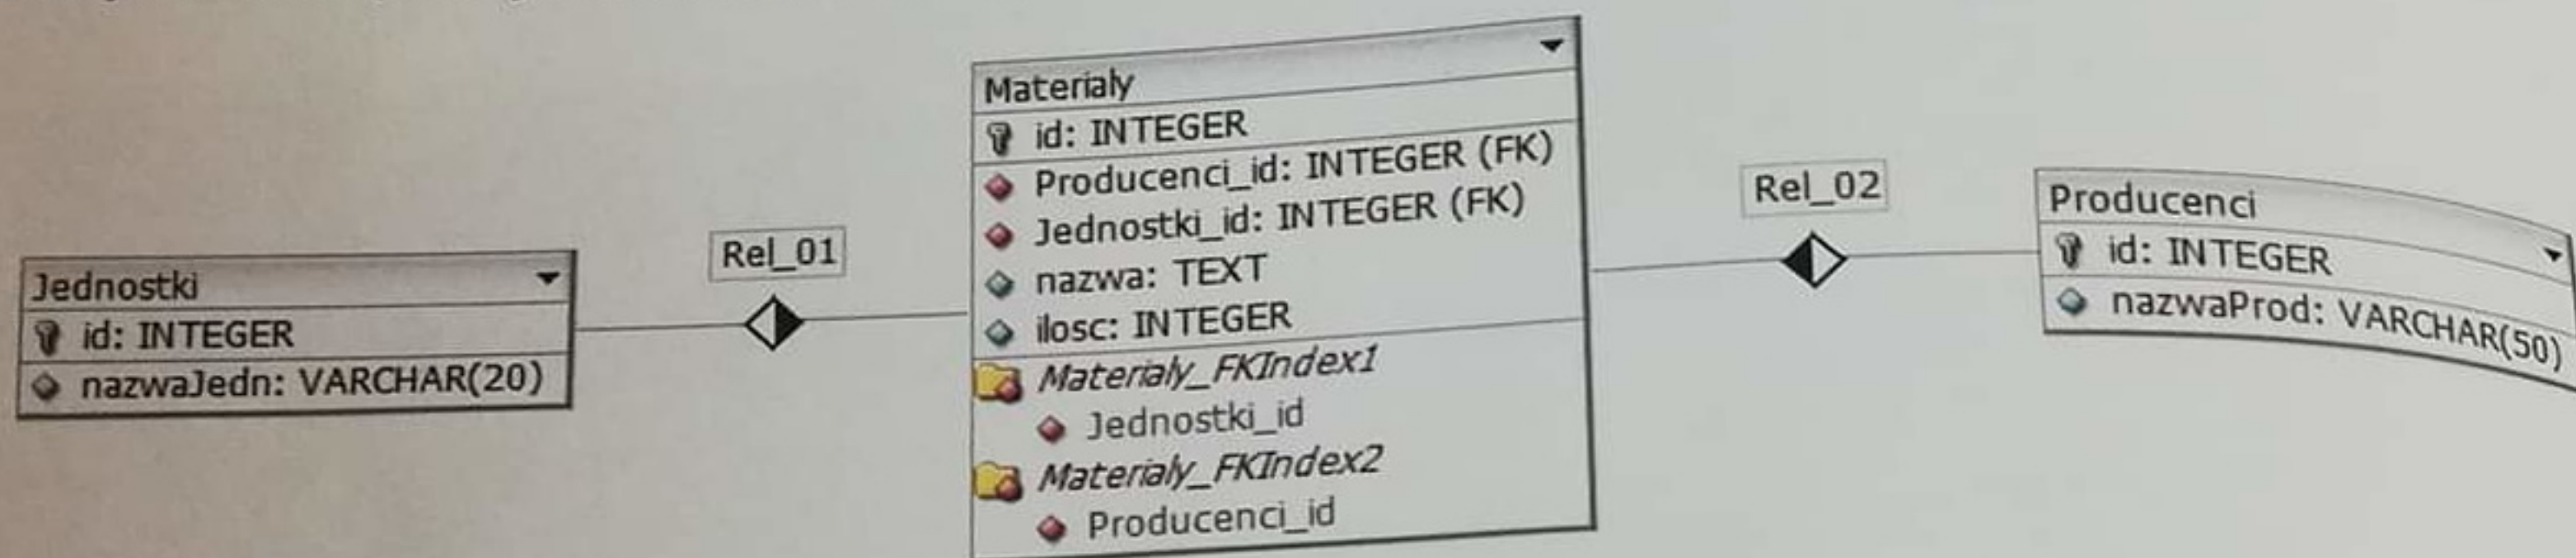 Jednostki
id: INTEGER
nazwaJedn: VARCHAR(20)
Rel_01
Materialy
id: INTEGER
Producenci_id: INTEGER (FK)
Jednostki_id: INTEGER (FK)
nazwa: TEXT
ilosc: INTEGER
Materialy_FKIndex1
Jednostki_id
Materialy_FKIndex2
Producenci_id
Rel_02
Producenci
id: INTEGER
nazwaProd: VARCHAR(50)